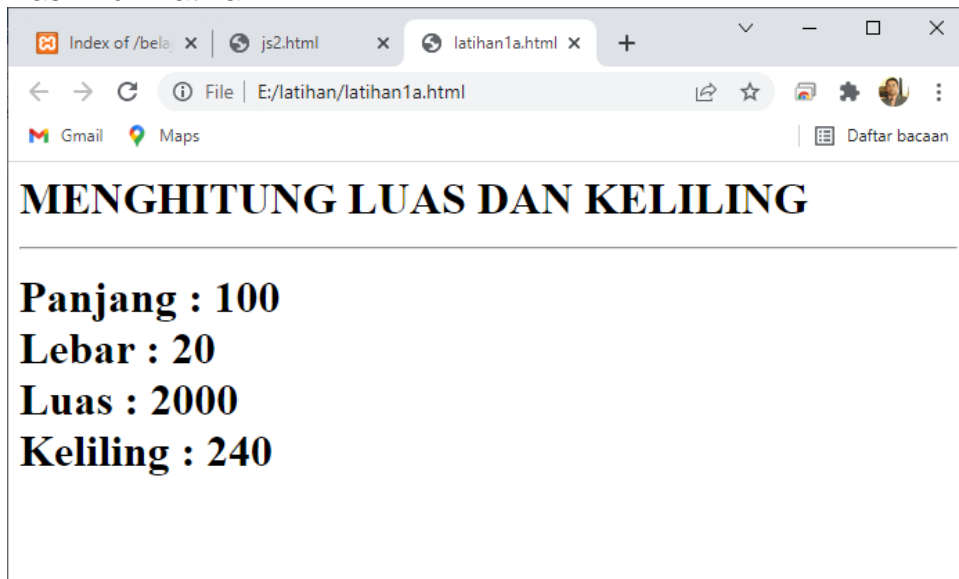 Index of /bela
js2.html
latihan1a.html
File
E:/latihan/latihan1a.html
Gmail
Maps
Daftar bacaan
MENGHITUNG LUAS DAN KELILING
Panjang : 100
Lebar : 20
Luas : 2000
Keliling : 240